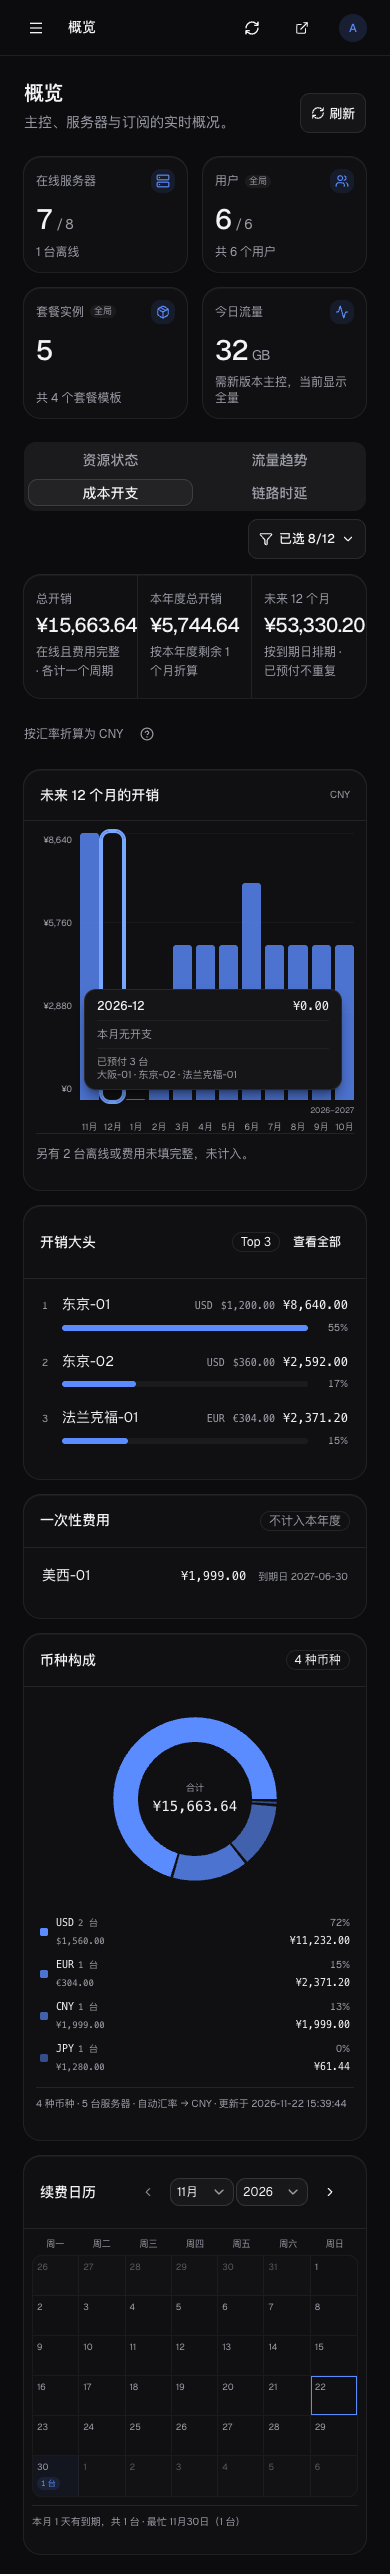 概览
A
概览
主控、服务器与订阅的实时概况。
刷新
在线服务器
7 / 8
1 台离线
用户 全局
6 / 6
共 6 个用户
套餐实例 全局
5
共 4 个套餐模板
今日流量
32 GB
需新版本主控，当前显示
全量
资源状态
流量趋势
成本开支
链路时延
已选 8/12
总开销
¥15,663.64
在线且费用完整
· 各计一个周期
本年度总开销
¥5,744.64
按本年度剩余 1
个月折算
未来 12 个月
¥53,330.20
按到期日排期 ·
已预付不重复
按汇率折算为 CNY
未来 12 个月的开销
CNY
¥8,640
¥5,760
¥2,880
¥0
2026-12 ¥0.00
本月无开支
已预付 3 台
大阪-01 · 东京-02 · 法兰克福-01
2026–2027
11月 12月 1月 2月 3月 4月 5月 6月 7月 8月 9月 10月
另有 2 台离线或费用未填完整，未计入。
开销大头
Top 3
查看全部
1 东京-01 USD $1,200.00 ¥8,640.00
55%
2 东京-02 USD $360.00 ¥2,592.00
17%
3 法兰克福-01 EUR €304.00 ¥2,371.20
15%
一次性费用
不计入本年度
美西-01 ¥1,999.00 到期日 2027-06-30
币种构成
4 种币种
合计
¥15,663.64
USD 2 台 72%
$1,560.00 ¥11,232.00
EUR 1 台 15%
€304.00 ¥2,371.20
CNY 1 台 13%
¥1,999.00 ¥1,999.00
JPY 1 台 0%
¥1,280.00 ¥61.44
4 种币种 · 5 台服务器 · 自动汇率 → CNY · 更新于 2026-11-22 15:39:44
续费日历
11月
2026
周一 周二 周三 周四 周五 周六 周日
26 27 28 29 30 31 1
2 3 4 5 6 7 8
9 10 11 12 13 14 15
16 17 18 19 20 21 22
23 24 25 26 27 28 29
30 1 2 3 4 5 6
1 台
本月 1 天有到期，共 1 台 · 最忙 11月30日（1 台）